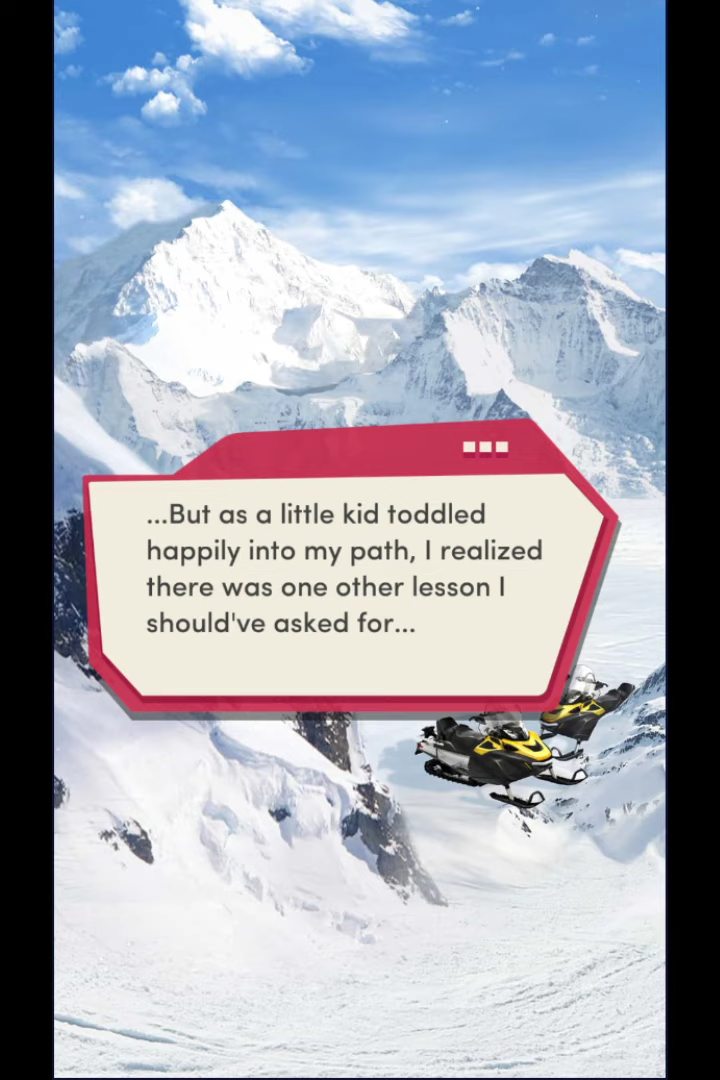 ...But as a little kid toddled
happily into my path, I realized
there was one other lesson I
should've asked for...